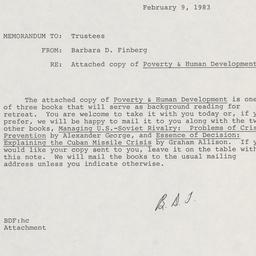 February 9, 1983
MEMORANDUM TO: Trustees
FROM: Barbara D. Finberg
RE: Attached copy of Poverty & Human Development
The attached copy of Poverty & Human Development is one
of three books that will serve as background reading for
retreat. You are welcome to take it with you today or, if y
prefer, we will be happy to mail it to you along with the tw
other books, Managing U.S.-Soviet Rivalry: Problems of Cris
Prevention by Alexander George, and Essence of Decision:
Explaining the Cuban Missile Crisis by Graham Allison. If y
would like your copy sent to you, leave it on the table with
this note. We will mail the books to the usual mailing
address unless you indicate otherwise.
BDF:hc
Attachment